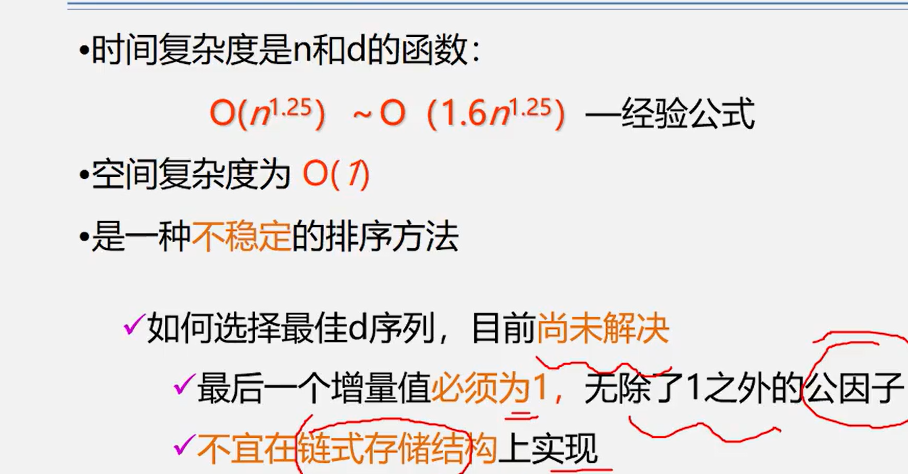 •时间复杂度是n和d的函数：
O(n^1.25) ~O（1.6n^1.25）—经验公式
•空间复杂度为 O(1)
•是一种不稳定的排序方法
✓如何选择最佳d序列，目前尚未解决
✓最后一个增量值必须为1，无除了1之外的公因子
✓不宜在链式存储结构上实现